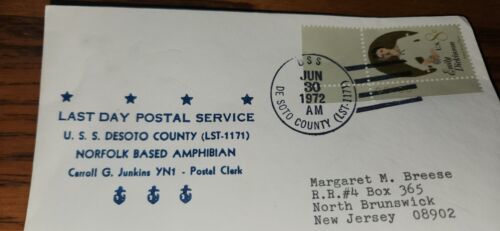 LAST DAY POSTAL SERVICE
U. S. S. DESOTO COUNTY (LST-1171)
NORFOLK BASED AMPHIBIAN
Carroll G. Junkins YN1 - Postal Clerk
USS
JUN
30
1972
AM
DE SOTO COUNTY (LST-1171)
8c
U.S.
Emily
Dickinson
Margaret M. Breese
R.R.#4 Box 365
North Brunswick
New Jersey 08902